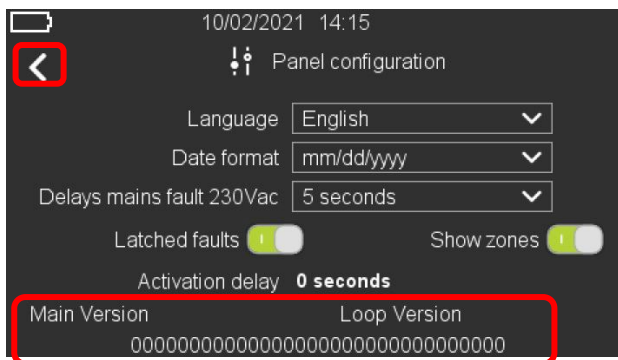 10/02/2021 14:15
Panel configuration
Language English
Date format mm/dd/yyyy
Delays mains fault 230Vac 5 seconds
Latched faults Show zones
Activation delay 0 seconds
Main Version Loop Version
00000000000000000000000000000000